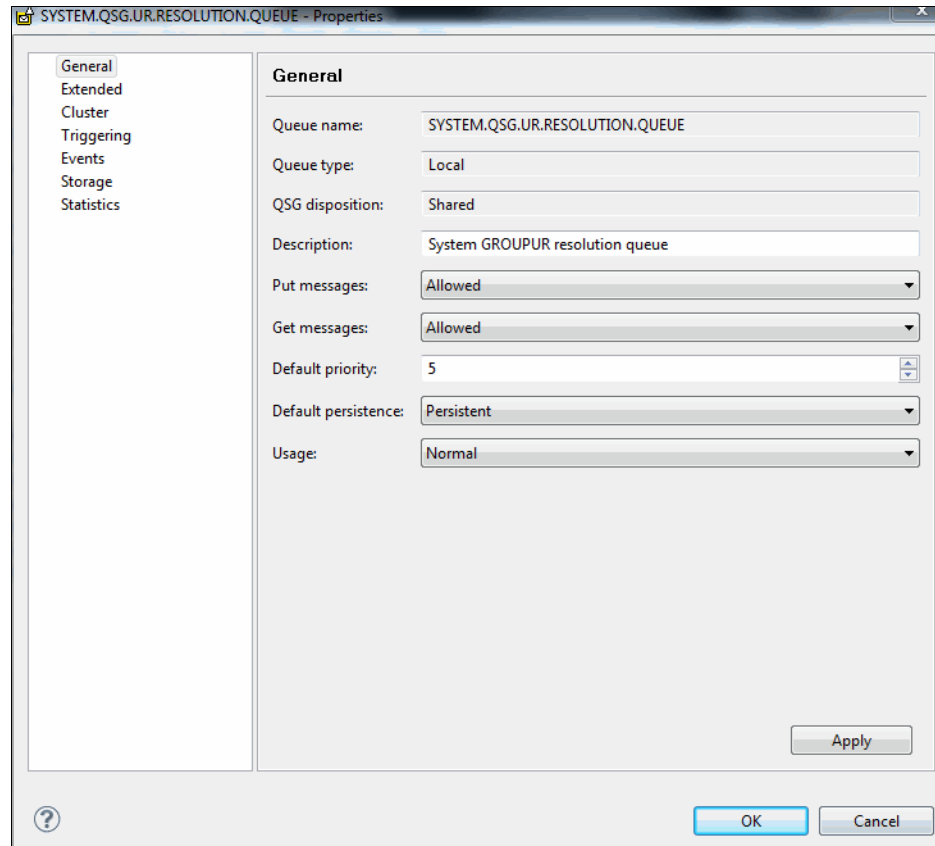 SYSTEM.QSG.UR.RESOLUTION.QUEUE - Properties
General
Extended
Cluster
Triggering
Events
Storage
Statistics
General
Queue name: SYSTEM.QSG.UR.RESOLUTION.QUEUE
Queue type: Local
QSG disposition: Shared
Description: System GROUPUR resolution queue
Put messages: Allowed
Get messages: Allowed
Default priority: 5
Default persistence: Persistent
Usage: Normal
Apply
?
OK Cancel